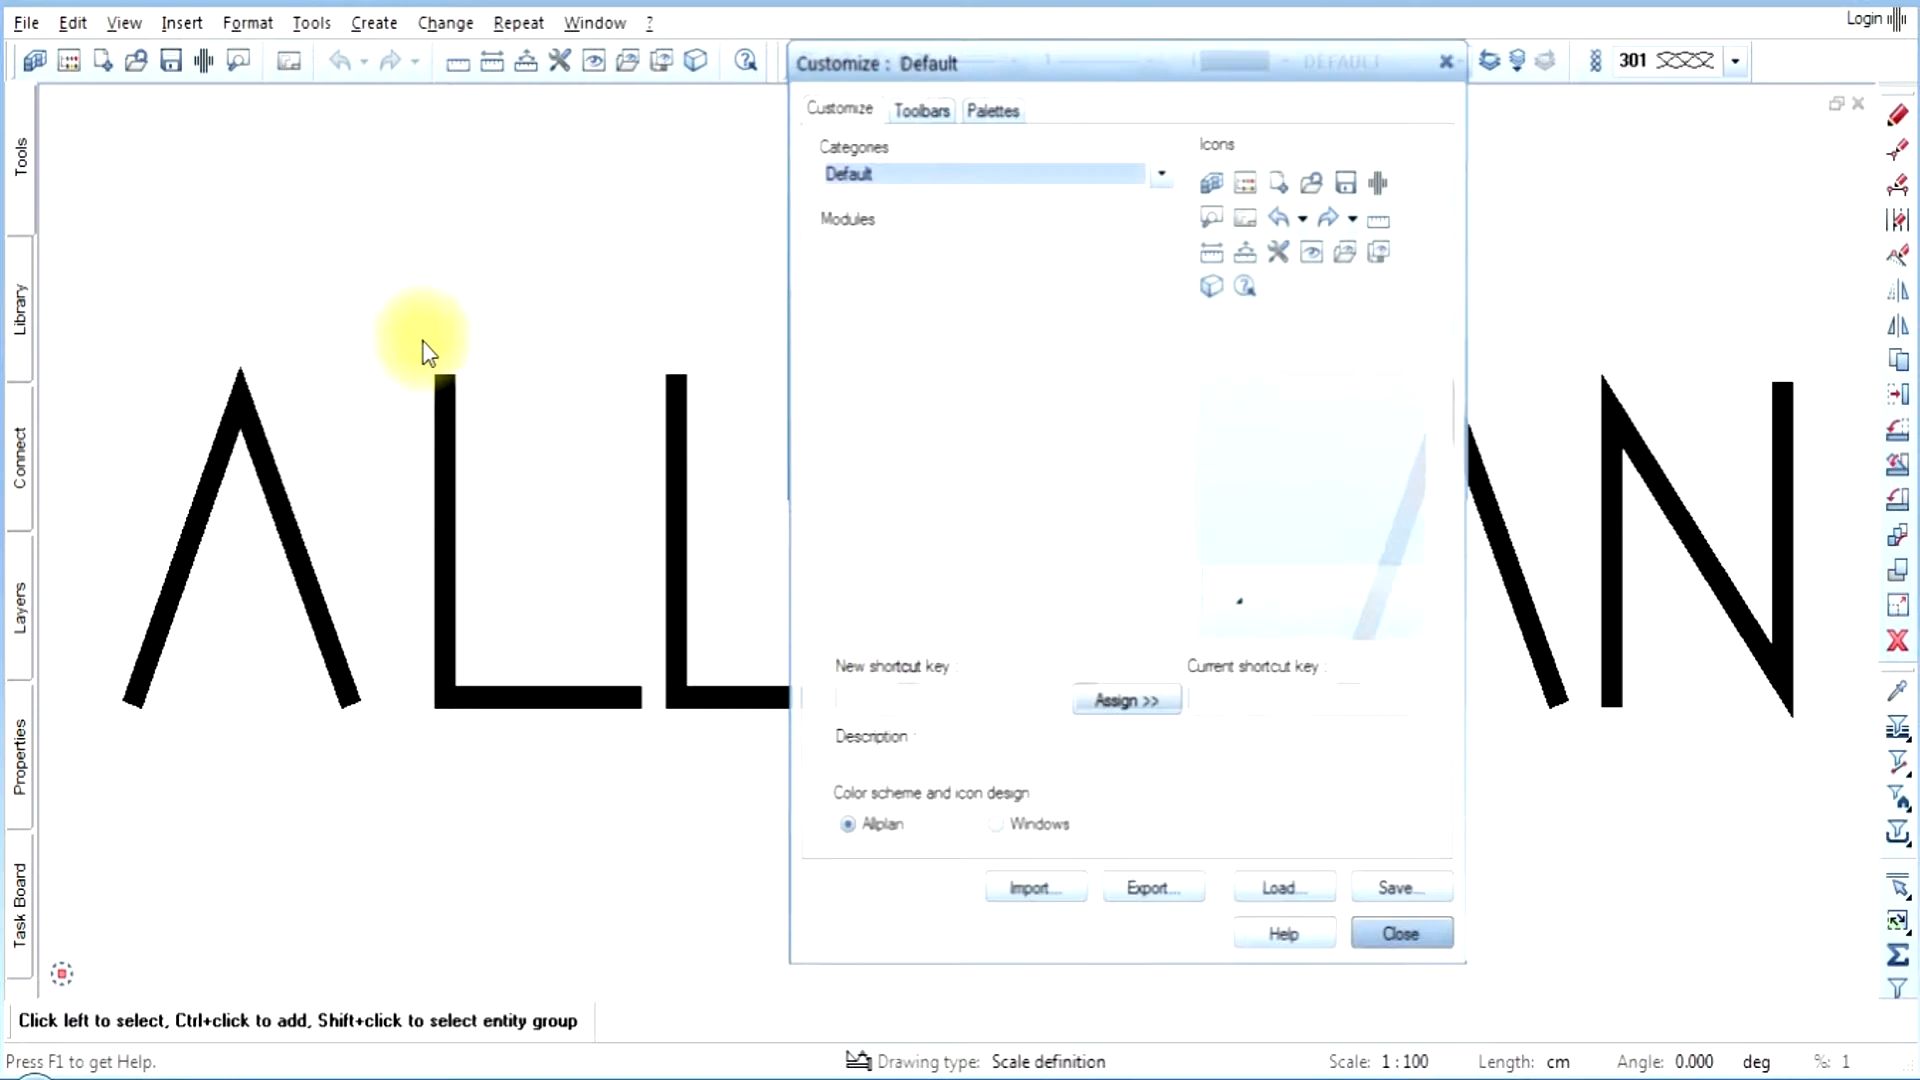 File Edit View Insert Format Tools Create Change Repeat Window ?
Login
Customize : Default
DEFAULT
301
Customize Toolbars Palettes
Categories
Default
Icons
Modules
Tools
Library
Connect
Layers
Properties
Task Board
ALL
AN
New shortcut key :
Current shortcut key :
Assign >>
Description :
Color scheme and icon design
Allplan Windows
Import... Export... Load... Save...
Help Close
Click left to select, Ctrl+click to add, Shift+click to select entity group
Press F1 to get Help.
Drawing type: Scale definition Scale: 1:100 Length: cm Angle: 0.000 deg %: 1